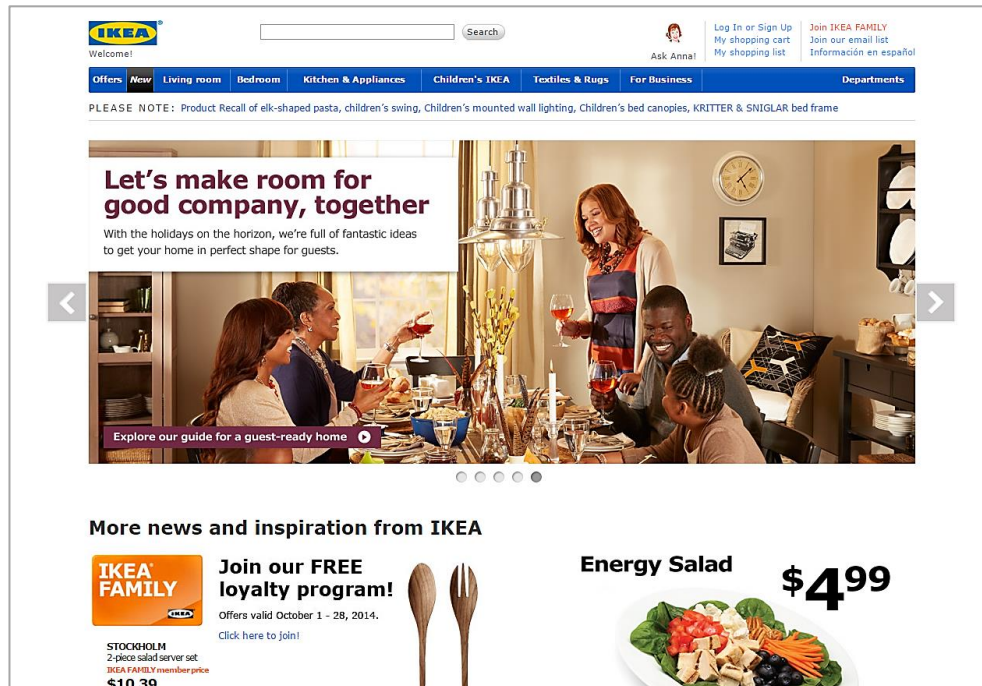 IKEA®
Welcome!
Search
Ask Anna!
Log In or Sign Up
My shopping cart
My shopping list
Join IKEA FAMILY
Join our email list
Información en español
Offers New Living room Bedroom Kitchen & Appliances Children's IKEA Textiles & Rugs For Business Departments
PLEASE NOTE: Product Recall of elk-shaped pasta, children's swing, Children's mounted wall lighting, Children's bed canopies, KRITTER & SNIGLAR bed frame
Let's make room for
good company, together
With the holidays on the horizon, we're full of fantastic ideas
to get your home in perfect shape for guests.
Explore our guide for a guest-ready home
More news and inspiration from IKEA
IKEA
FAMILY
IKEA
STOCKHOLM
2-piece salad server set
IKEA FAMILY member price
$10.39
Join our FREE
loyalty program!
Offers valid October 1 - 28, 2014.
Click here to join!
Energy Salad
$4.99